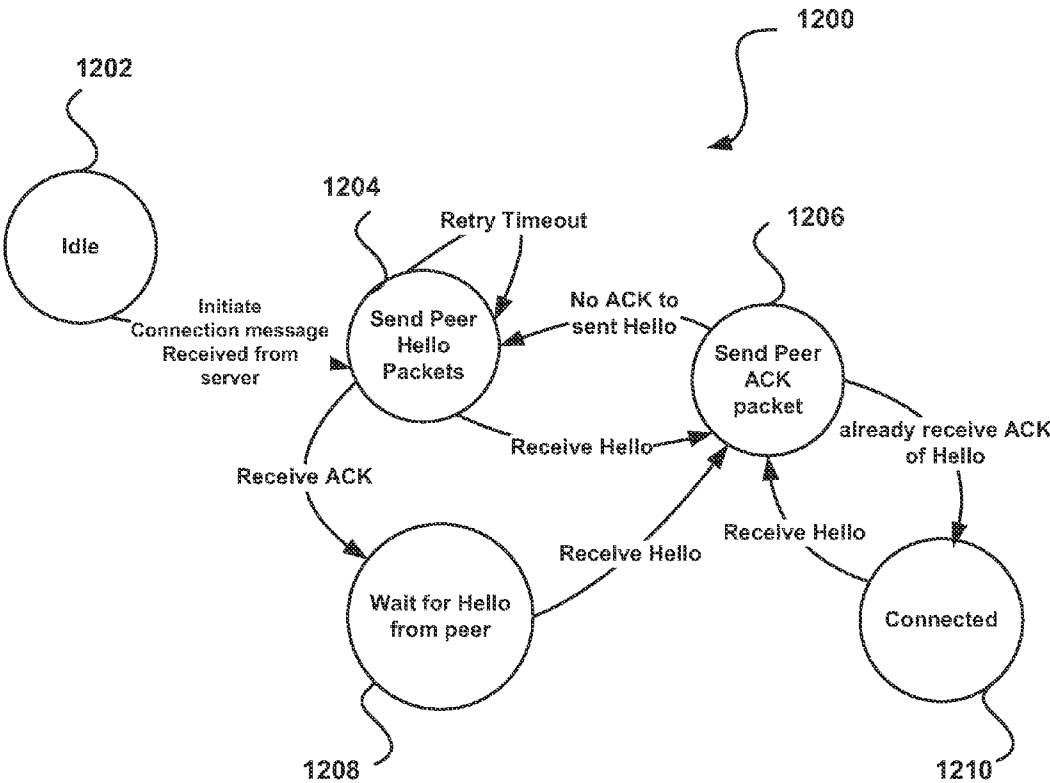 1200
1202
1204
1206
Retry Timeout
Idle
Initiate
Connection message
Received from
server
Send Peer
Hello
Packets
No ACK to
sent Hello
Send Peer
ACK
packet
Receive Hello
already receive ACK
of Hello
Receive ACK
Receive Hello
Receive Hello
Wait for Hello
from peer
Connected
1208
1210